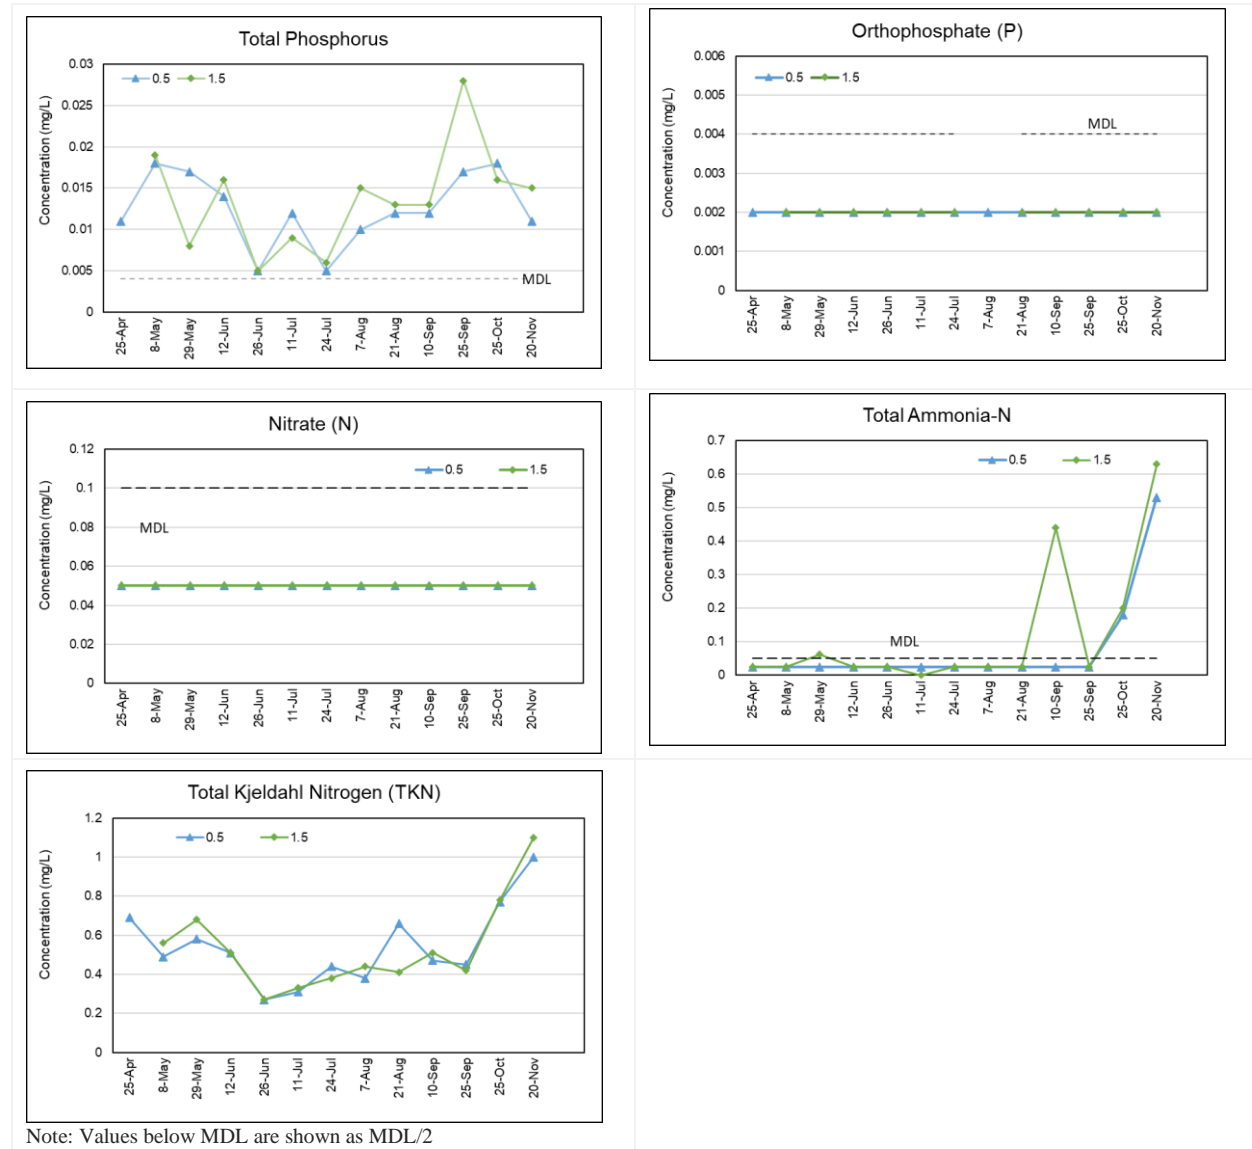 Total Phosphorus
0.5 1.5
Concentration (mg/L)
0.03
0.025
0.02
0.015
0.01
0.005
0
MDL
25-Apr 8-May 29-May 12-Jun 26-Jun 11-Jul 24-Jul 7-Aug 21-Aug 10-Sep 25-Sep 25-Oct 20-Nov
Orthophosphate (P)
0.5 1.5
Concentration (mg/L)
0.006
0.005
0.004
0.003
0.002
0.001
0
MDL
25-Apr 8-May 29-May 12-Jun 26-Jun 11-Jul 24-Jul 7-Aug 21-Aug 10-Sep 25-Sep 25-Oct 20-Nov
Nitrate (N)
0.5 1.5
Concentration (mg/L)
0.12
0.1
0.08
0.06
0.04
0.02
0
MDL
25-Apr 8-May 29-May 12-Jun 26-Jun 11-Jul 24-Jul 7-Aug 21-Aug 10-Sep 25-Sep 25-Oct 20-Nov
Total Ammonia-N
0.5 1.5
Concentration (mg/L)
0.7
0.6
0.5
0.4
0.3
0.2
0.1
0
MDL
25-Apr 8-May 29-May 12-Jun 26-Jun 11-Jul 24-Jul 7-Aug 21-Aug 10-Sep 25-Sep 25-Oct 20-Nov
Total Kjeldahl Nitrogen (TKN)
0.5 1.5
Concentration (mg/L)
1.2
1
0.8
0.6
0.4
0.2
0
25-Apr 8-May 29-May 12-Jun 26-Jun 11-Jul 24-Jul 7-Aug 21-Aug 10-Sep 25-Sep 25-Oct 20-Nov
Note: Values below MDL are shown as MDL/2